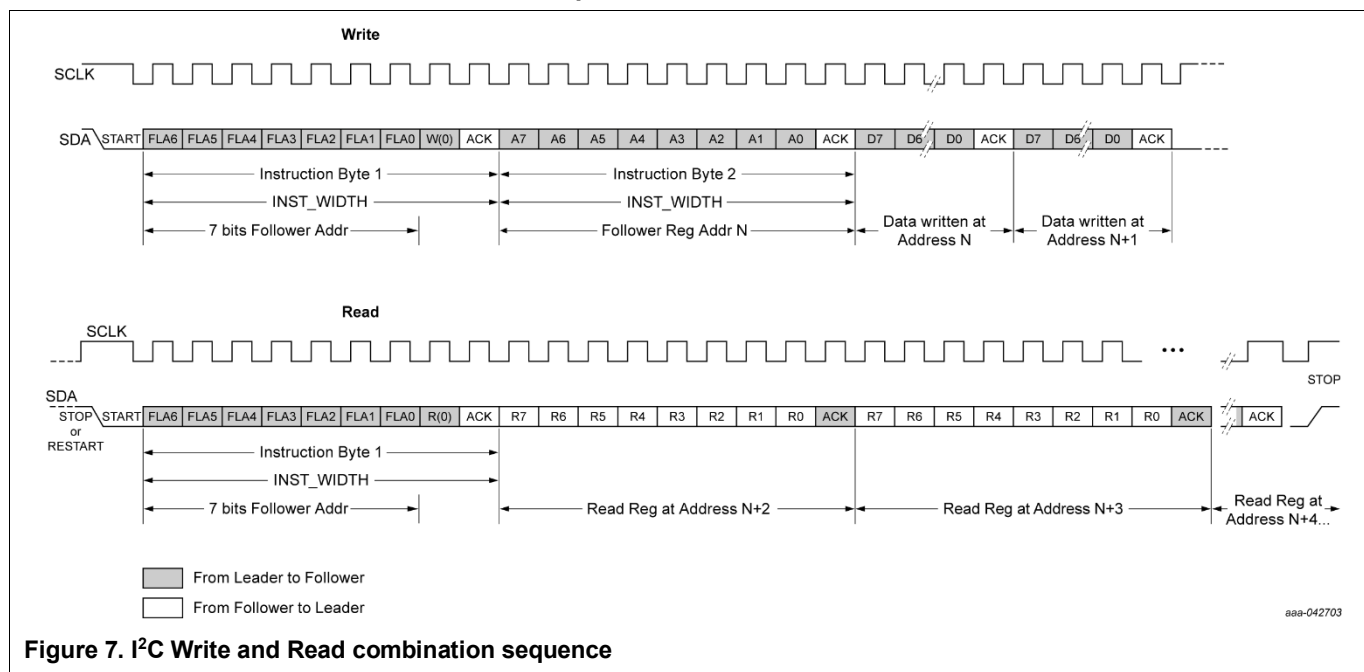 Write
SCLK
SDA START FLA6 FLA5 FLA4 FLA3 FLA2 FLA1 FLA0 W(0) ACK A7 A6 A5 A4 A3 A2 A1 A0 ACK D7 D6 D0 ACK D7 D6 D0 ACK
Instruction Byte 1 Instruction Byte 2
INST_WIDTH INST_WIDTH Data written at Data written at
7 bits Follower Addr Follower Reg Addr N Address N Address N+1
Read
SCLK
...
STOP
SDA
STOP START FLA6 FLA5 FLA4 FLA3 FLA2 FLA1 FLA0 R(0) ACK R7 R6 R5 R4 R3 R2 R1 R0 ACK R7 R6 R5 R4 R3 R2 R1 R0 ACK ACK
or
RESTART
Instruction Byte 1
INST_WIDTH
7 bits Follower Addr Read Reg at Address N+2 Read Reg at Address N+3 Read Reg at
Address N+4...
From Leader to Follower
From Follower to Leader
aaa-042703
Figure 7. I²C Write and Read combination sequence